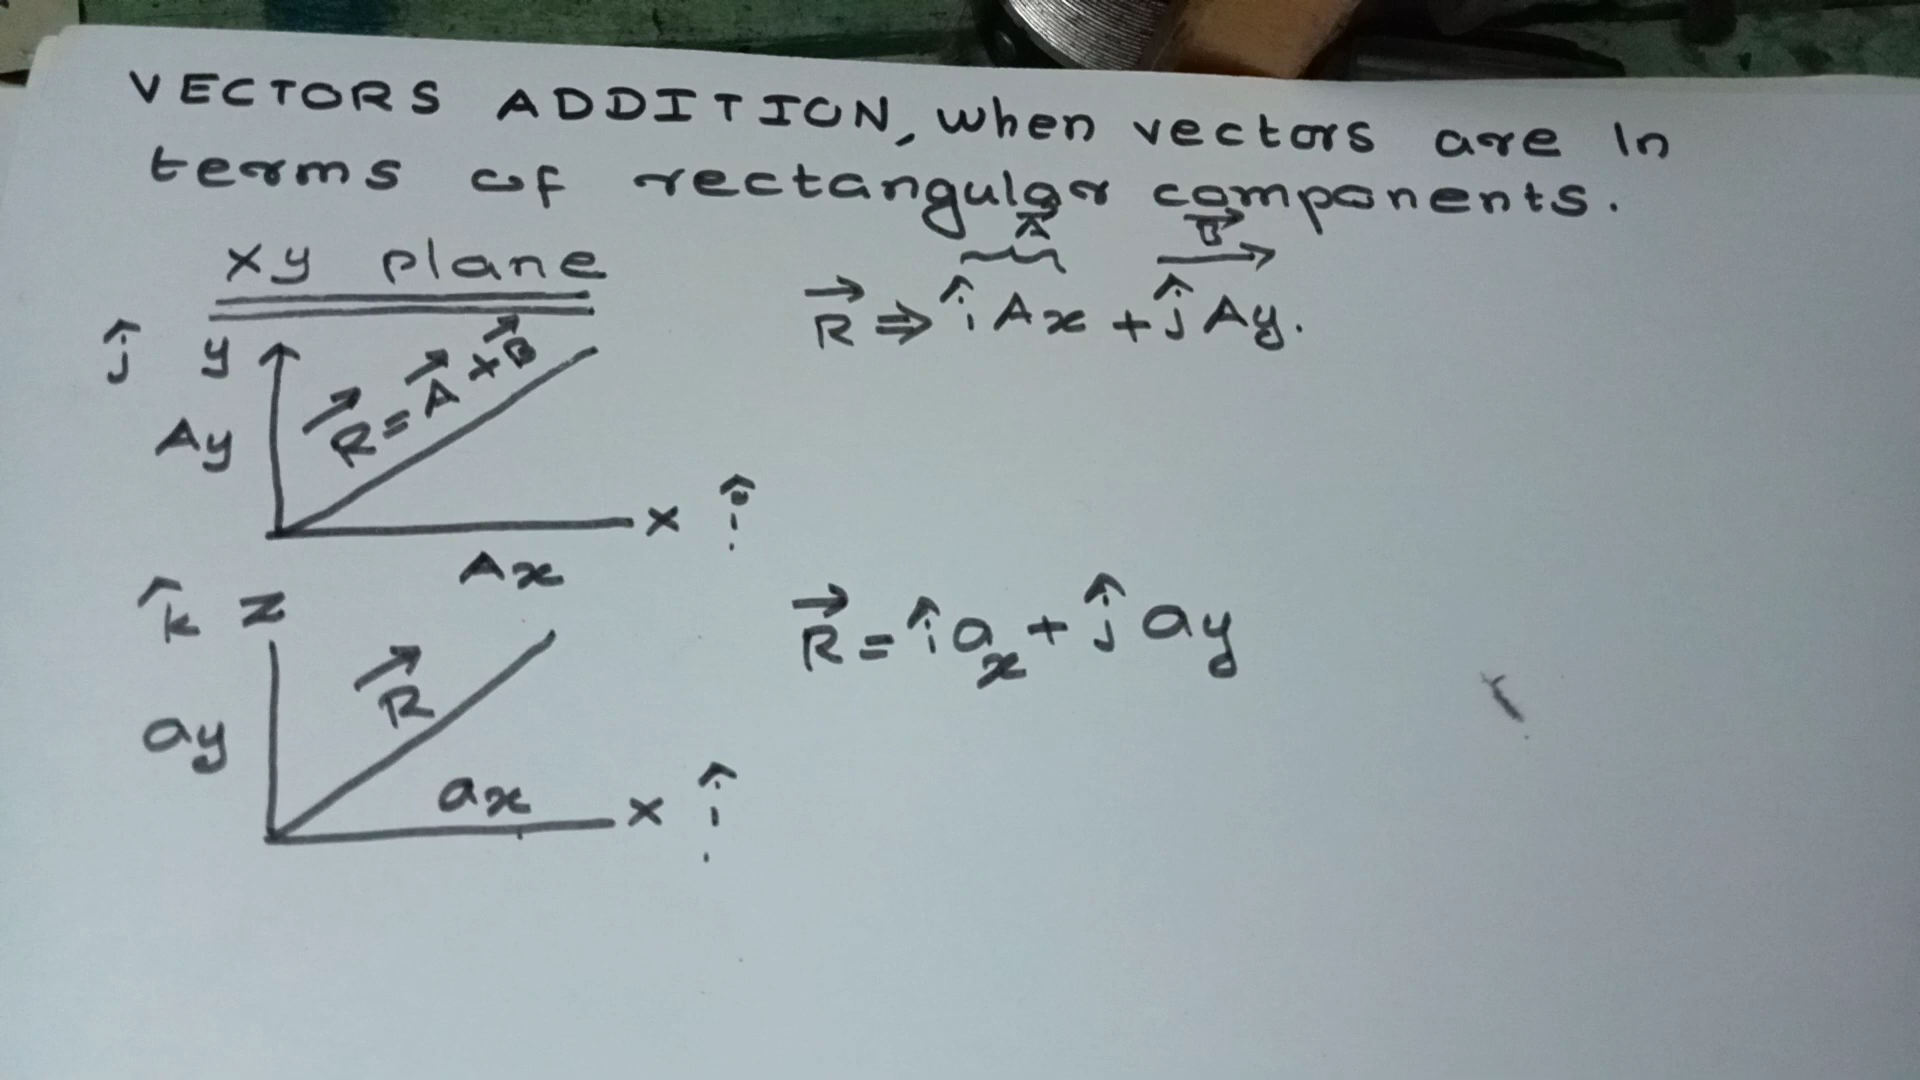 VECTORS ADDITION, when vectors are in
terms of rectangular components.
xy plane
ĵ y
Ay
R⃗ = A⃗ × B⃗
x î
Ax
A⃗ B⃗
R⃗ ⇒ î Ax + ĵ Ay.
k̂ z
ay
R⃗
ax
x î
R⃗ = î ax + ĵ ay